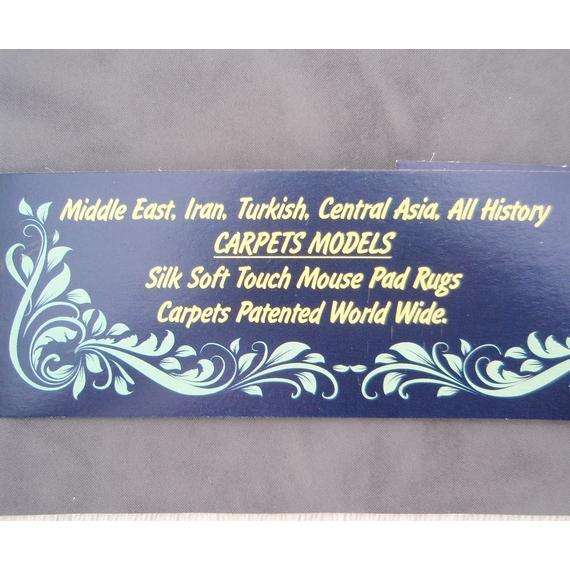 Middle East, Iran, Turkish, Central Asia, All History
CARPETS MODELS
Silk Soft Touch Mouse Pad Rugs
Carpets Patented World Wide.